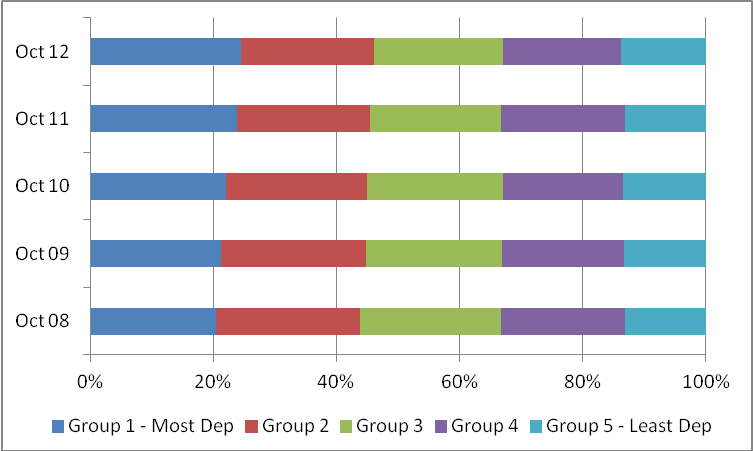 Oct 12
Oct 11
Oct 10
Oct 09
Oct 08
0% 20% 40% 60% 80% 100%
Group 1 - Most Dep Group 2 Group 3 Group 4 Group 5 - Least Dep